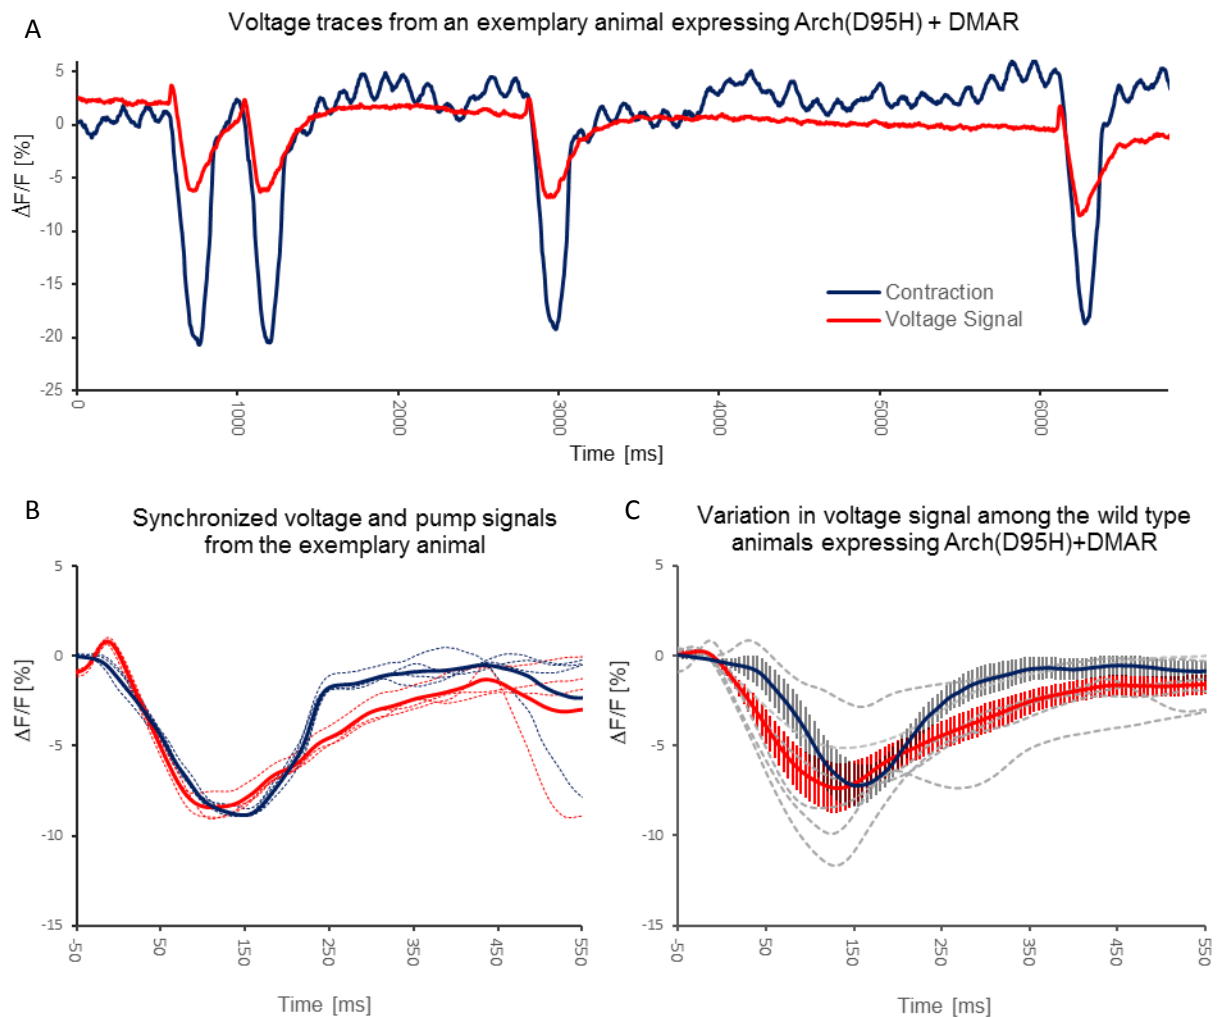 A
Voltage traces from an exemplary animal expressing Arch(D95H) + DMAR
5
0
-5
-10
-15
-20
-25
ΔF/F [%]
Contraction
Voltage Signal
0
1000
2000
3000
4000
5000
6000
Time [ms]
B
Synchronized voltage and pump signals
from the exemplary animal
5
0
-5
-10
-15
ΔF/F [%]
-50
50
150
250
350
450
550
Time [ms]
C
Variation in voltage signal among the wild type
animals expressing Arch(D95H)+DMAR
5
0
-5
-10
-15
ΔF/F [%]
-50
50
150
250
350
450
550
Time [ms]